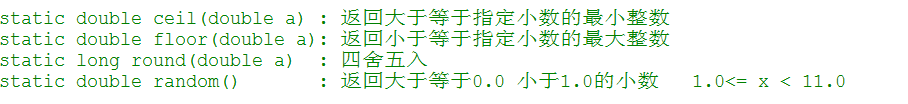 static double ceil(double a) : 返回大于等于指定小数的最小整数
static double floor(double a): 返回小于等于指定小数的最大整数
static long round(double a)  : 四舍五入
static double random()       : 返回大于等于0.0 小于1.0的小数   1.0<= x < 11.0